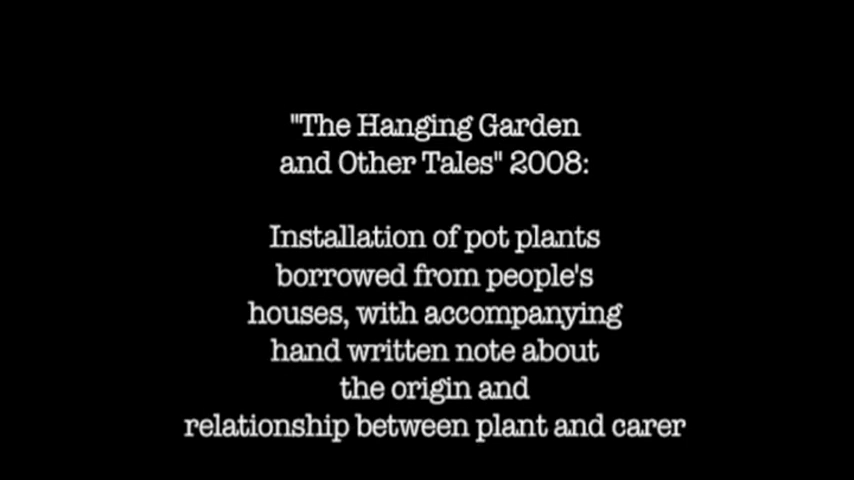 "The Hanging Garden
and Other Tales" 2008:
Installation of pot plants
borrowed from people's
houses, with accompanying
hand written note about
the origin and
relationship between plant and carer